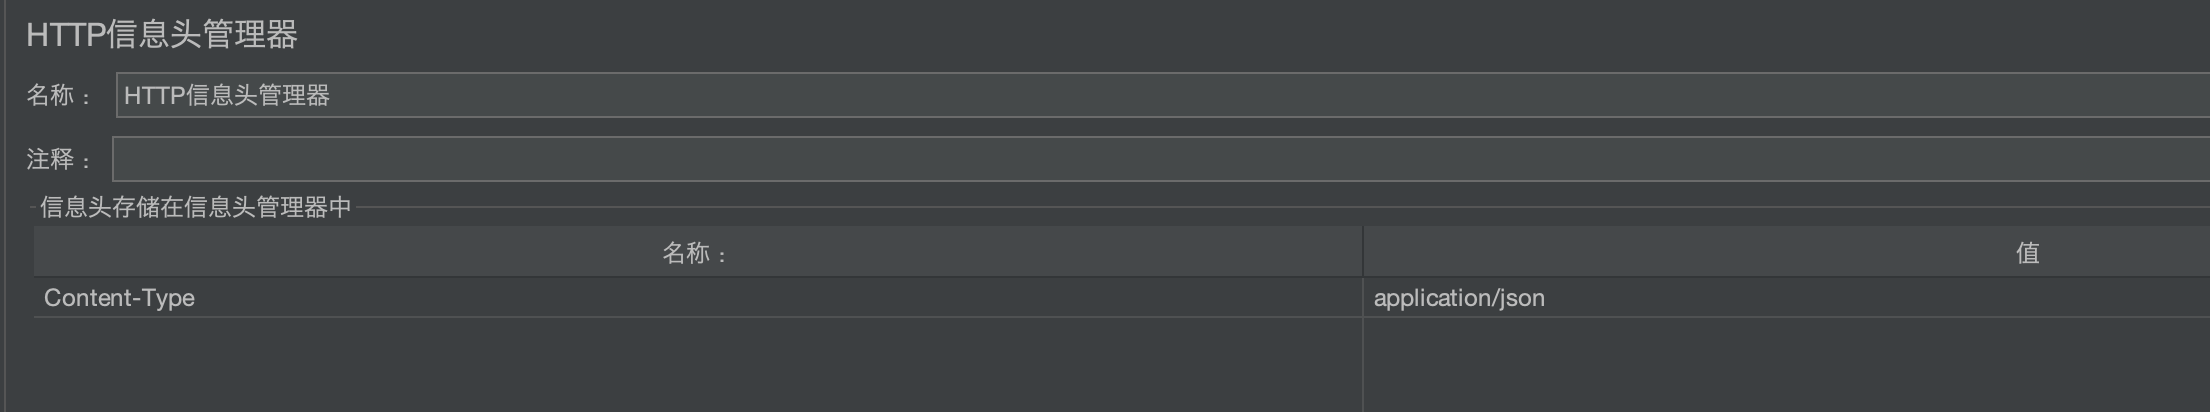 HTTP信息头管理器
名称： HTTP信息头管理器
注释：
信息头存储在信息头管理器中
名称： 值
Content-Type application/json